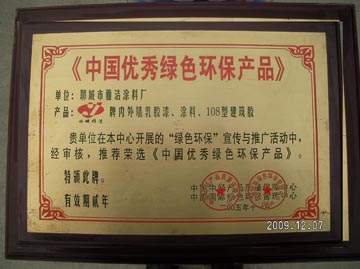 《中国优秀绿色环保产品》
单位：聊城市雅洁涂料厂
产品： 牌内外墙乳胶漆、涂料、108型建筑胶
贵单位在本中心开展的“绿色环保”宣传与推广活动中，
经审核，推荐荣选《中国优秀绿色环保产品》。
特颁此牌。
有效期贰年
2009.12.07